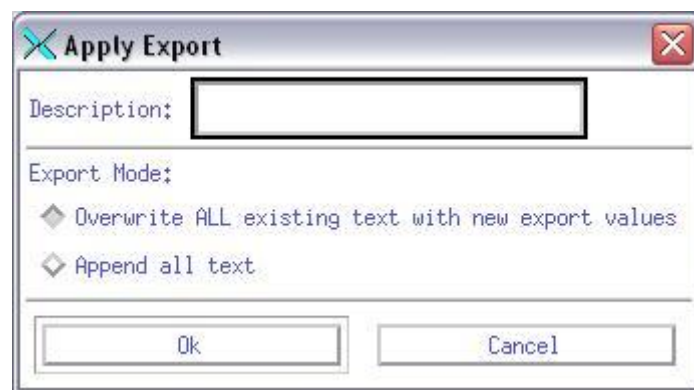 Apply Export
Description:
Export Mode:
Overwrite ALL existing text with new export values
Append all text
Ok Cancel